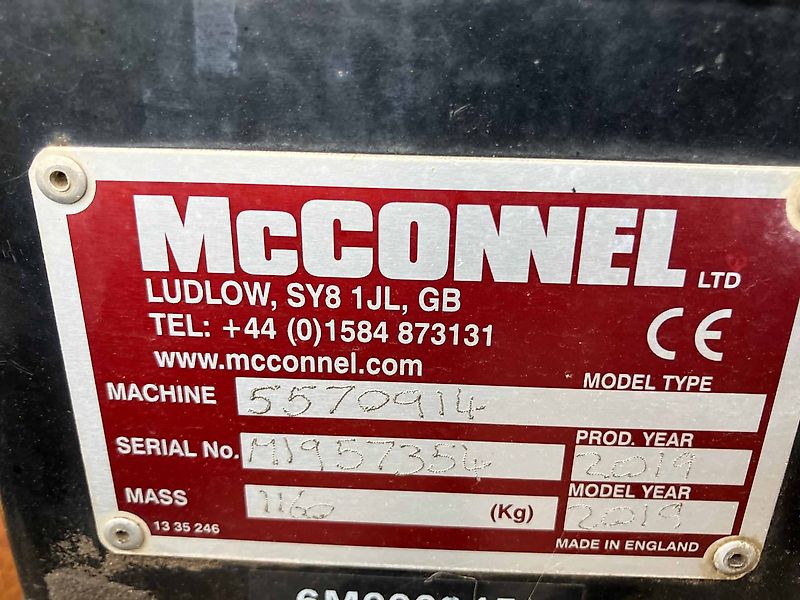 McCONNEL LTD
LUDLOW, SY8 1JL, GB
TEL: +44 (0)1584 873131
www.mcconnel.com
CE
MODEL TYPE
MACHINE 5570914
SERIAL No. M1957354
PROD. YEAR 2019
MASS 1160 (Kg)
MODEL YEAR 2019
13 35 246
MADE IN ENGLAND